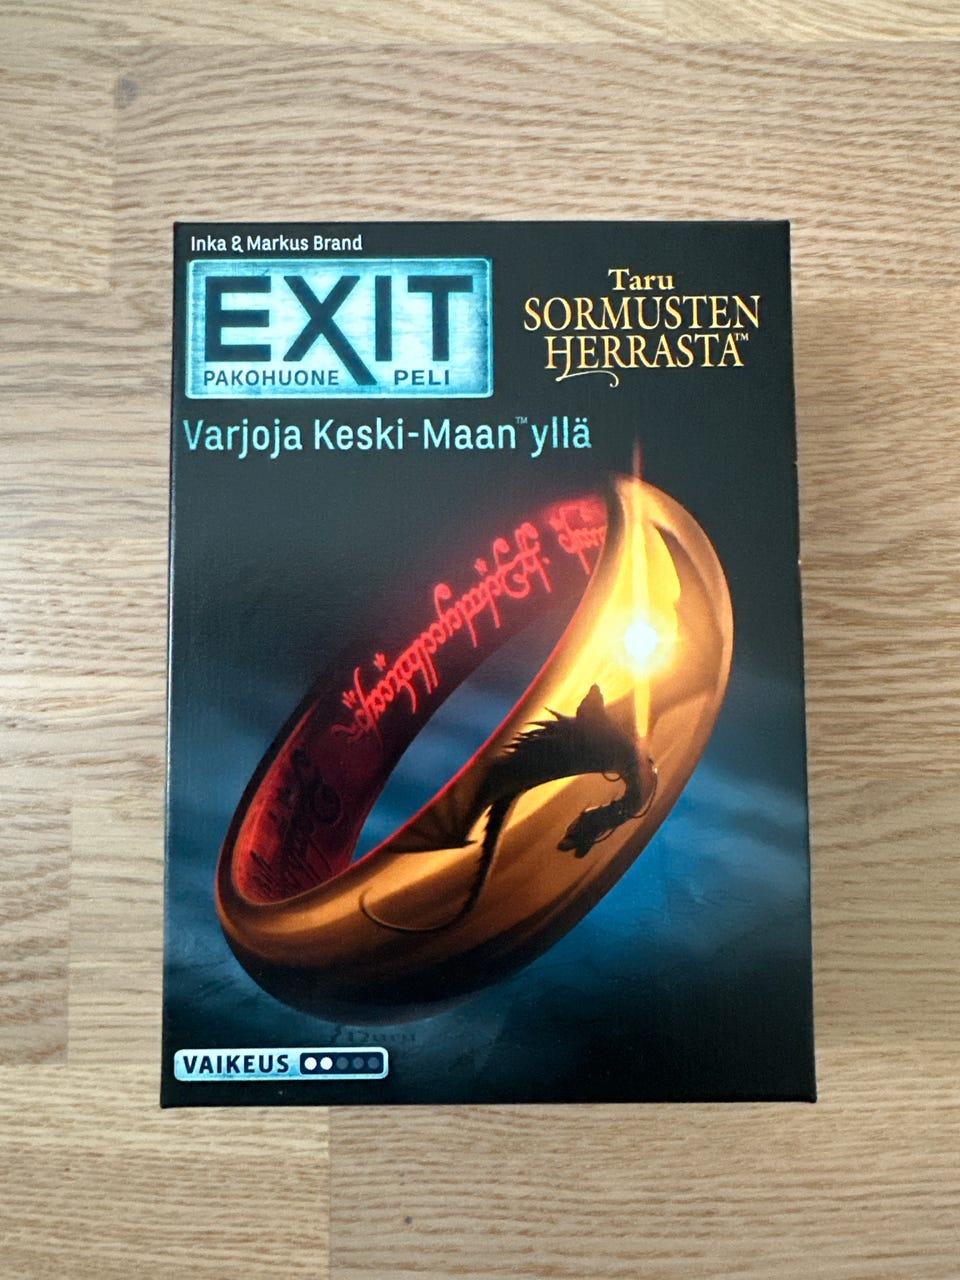 Inka & Markus Brand
EXIT
PAKOHUONE PELI
Taru
SORMUSTEN
HERRASTA™
Varjoja Keski-Maan™ yllä
VAIKEUS